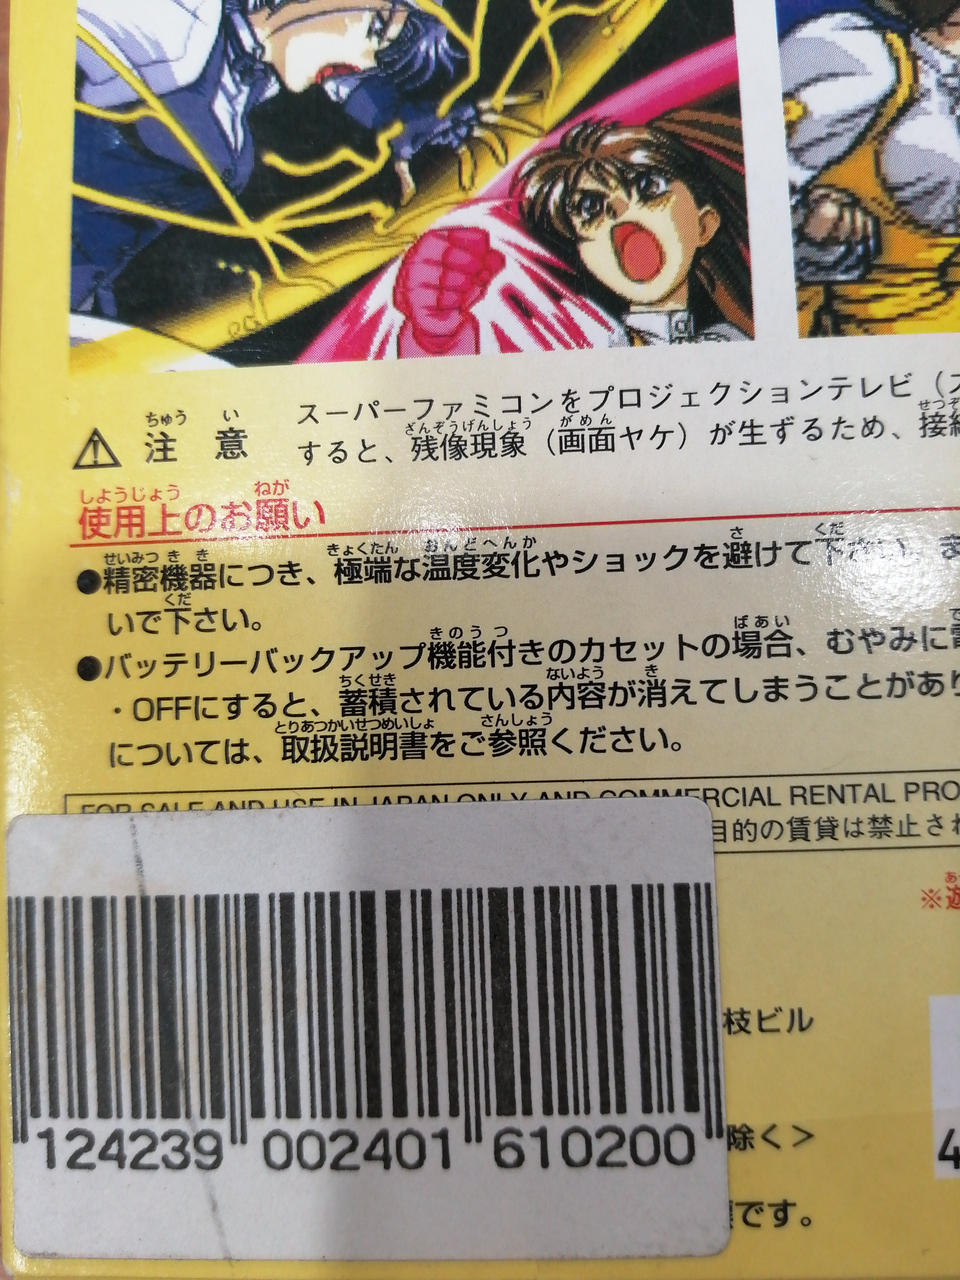 ちゅう い
注 意
スーパーファミコンをプロジェクションテレビ（ス
ざんぞうげんしょう がめん せつぞ
すると、残像現象（画面ヤケ）が生ずるため、接続
しようじょう ねが
使用上のお願い
せいみつ き き きょくたん おんどへんか さ くだ
●精密機器につき、極端な温度変化やショックを避けて下さい。ま
くだ
いで下さい。
きのうつ ばあい
●バッテリーバックアップ機能付きのカセットの場合、むやみに電
ちくせき ないよう き
・OFFにすると、蓄積されている内容が消えてしまうことがあり
とりあつかいせつめいしょ さんしょう
については、取扱説明書をご参照ください。
FOR SALE AND USE IN JAPAN ONLY AND COMMERCIAL RENTAL PRO
目的の賃貸は禁止され
※遊
枝ビル
除く＞
です。
4
124239 002401 610200